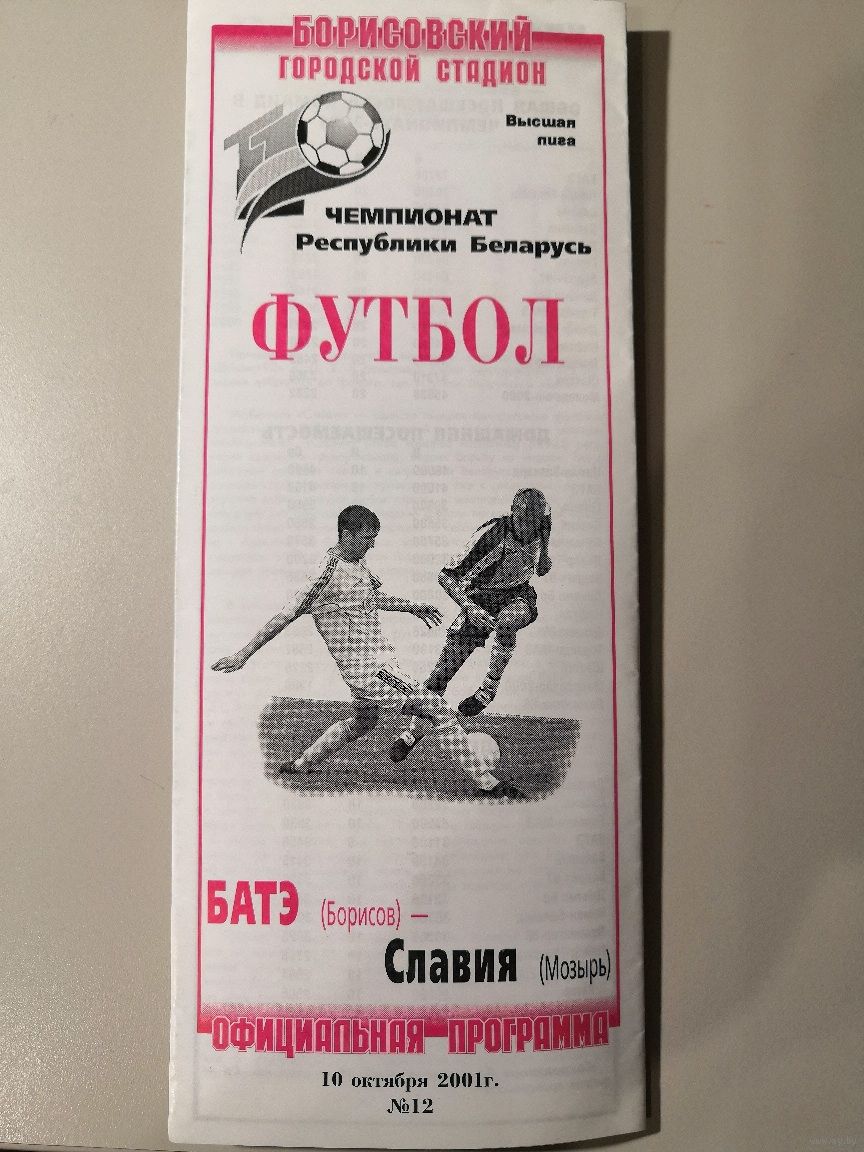 БОРИСОВСКИЙ
ГОРОДСКОЙ СТАДИОН
Высшая
лига
ЧЕМПИОНАТ
Республики Беларусь
ФУТБОЛ
БАТЭ (Борисов) –
Славия (Мозырь)
ОФИЦИАЛЬНАЯ ПРОГРАММА
10 октября 2001г.
№12